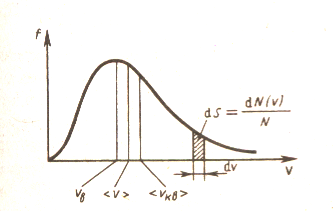 f
dS = dN(v) / N
dv
v
v_в <v> <v_кв>